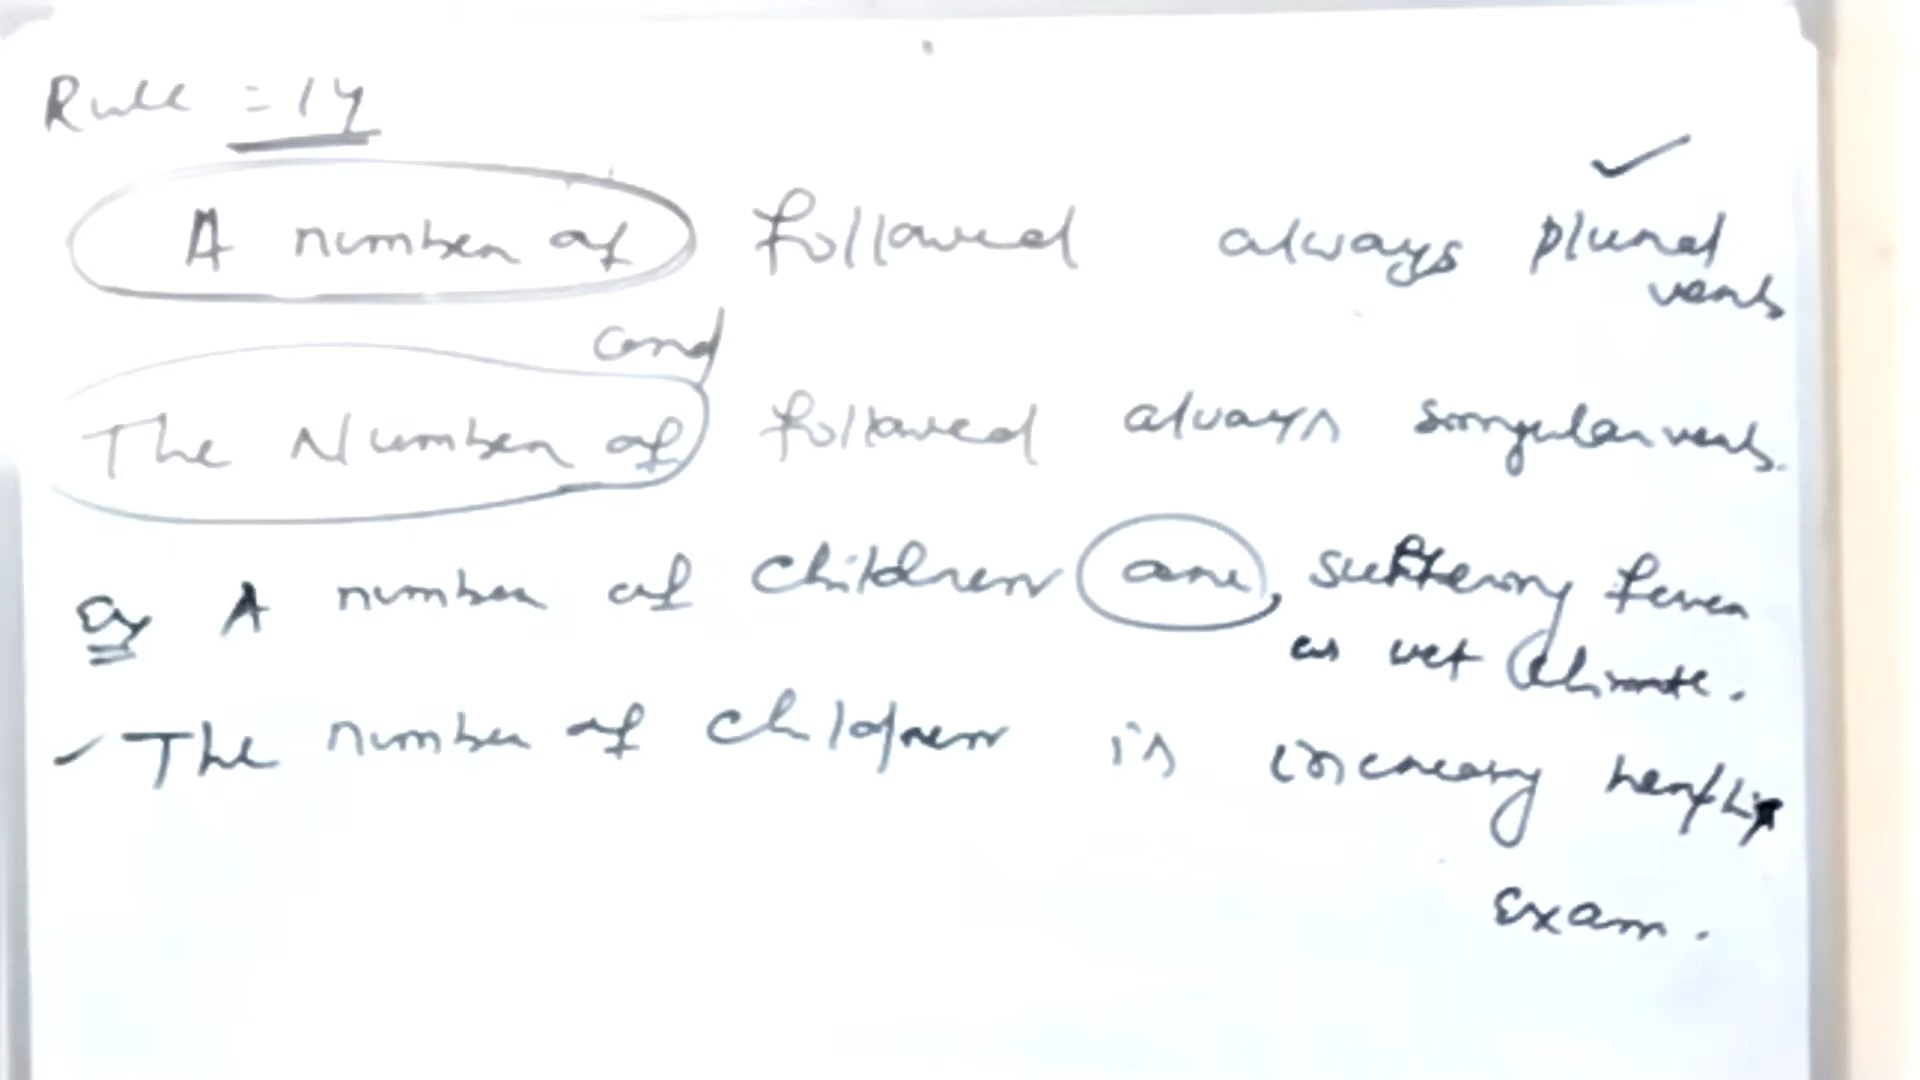 Rule = 14
A number of followed always plural
verb
and
The Number of followed always singular verb.
Eg A number of children are suffering fever
as wet climate.
The number of children is increasing
exam.